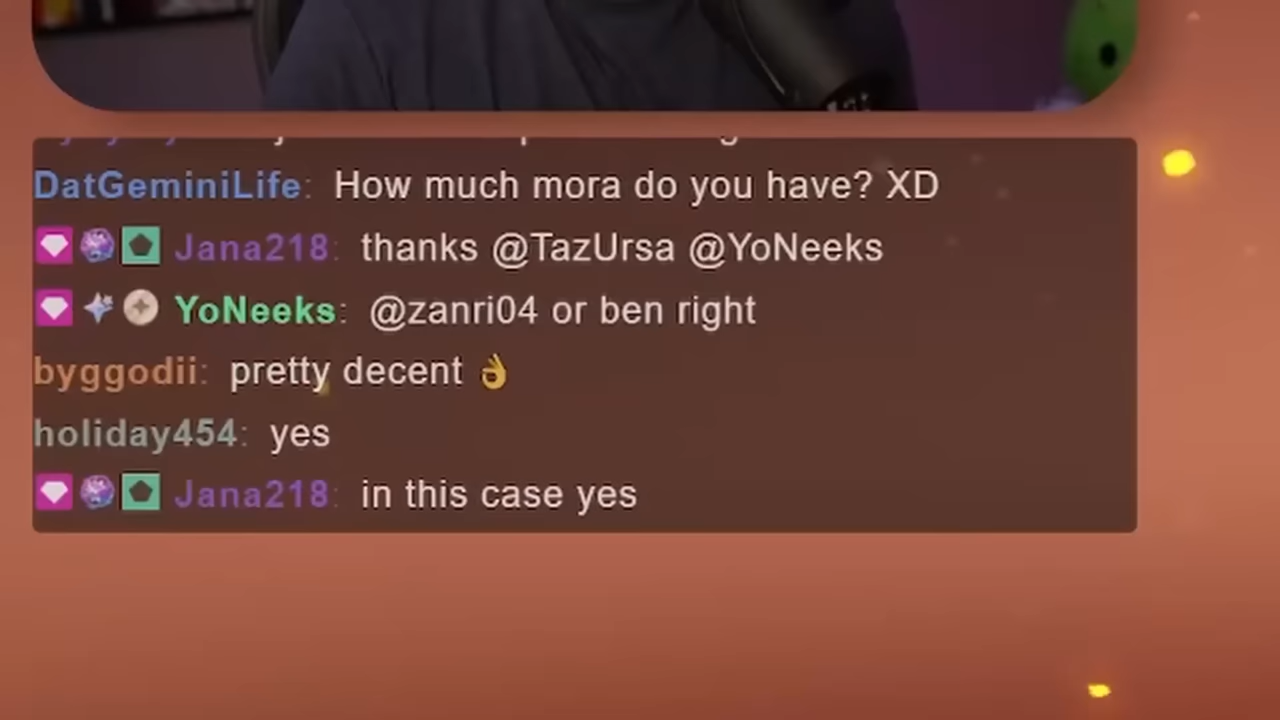 DatGeminiLife: How much mora do you have? XD
Jana218: thanks @TazUrsa @YoNeeks
YoNeeks: @zanri04 or ben right
byggodii: pretty decent 👌
holiday454: yes
Jana218: in this case yes